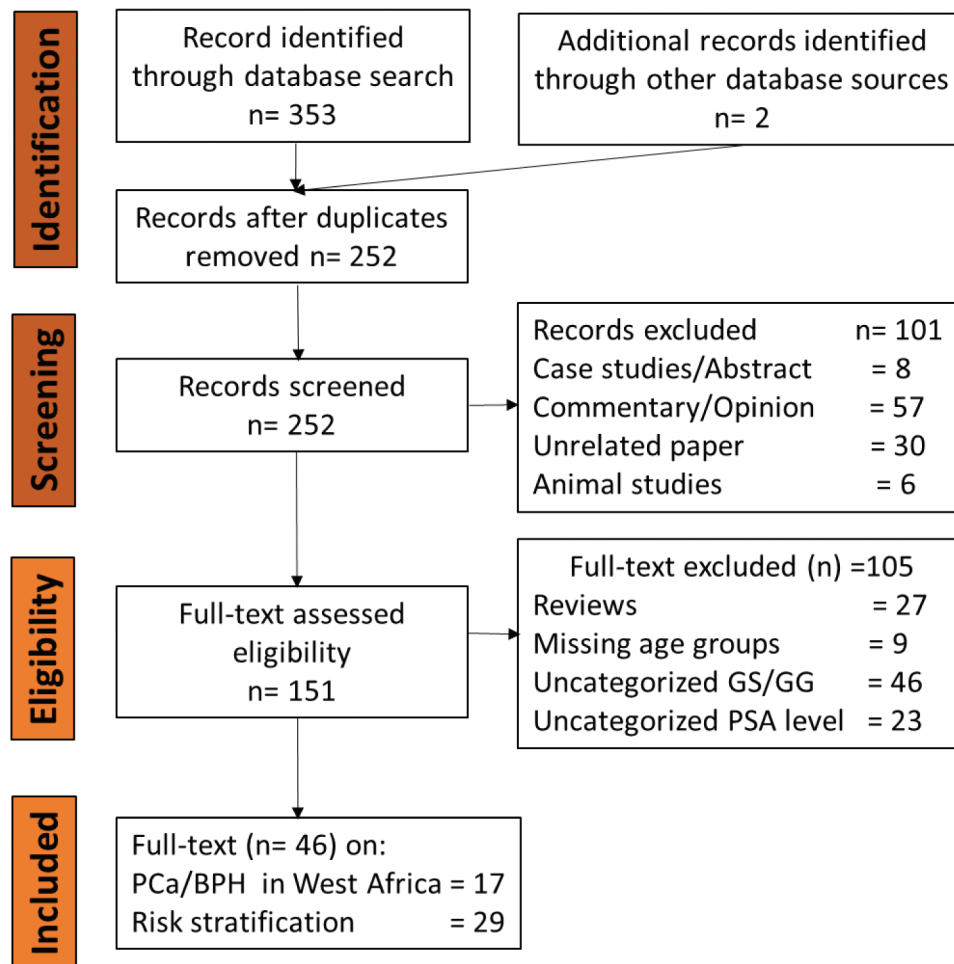 Identification
Record identified
through database search
n= 353
Additional records identified
through other database sources
n= 2
Records after duplicates
removed n= 252
Screening
Records screened
n= 252
Records excluded n= 101
Case studies/Abstract = 8
Commentary/Opinion = 57
Unrelated paper = 30
Animal studies = 6
Eligibility
Full-text assessed
eligibility
n= 151
Full-text excluded (n) =105
Reviews = 27
Missing age groups = 9
Uncategorized GS/GG = 46
Uncategorized PSA level = 23
Included
Full-text (n= 46) on:
PCa/BPH in West Africa = 17
Risk stratification = 29